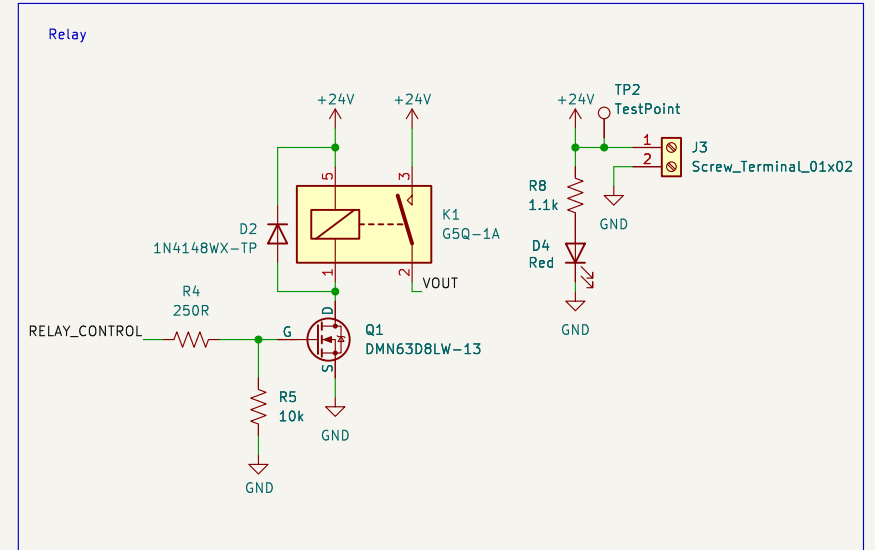 Relay
+24V
+24V
+24V
TP2
TestPoint
1
2
J3
Screw_Terminal_01x02
5
3
R8
1.1k
GND
K1
G5Q-1A
D2
1N4148WX-TP
D4
Red
1
2
VOUT
R4
250R
GND
RELAY_CONTROL
G
D
S
Q1
DMN63D8LW-13
R5
10k
GND
GND